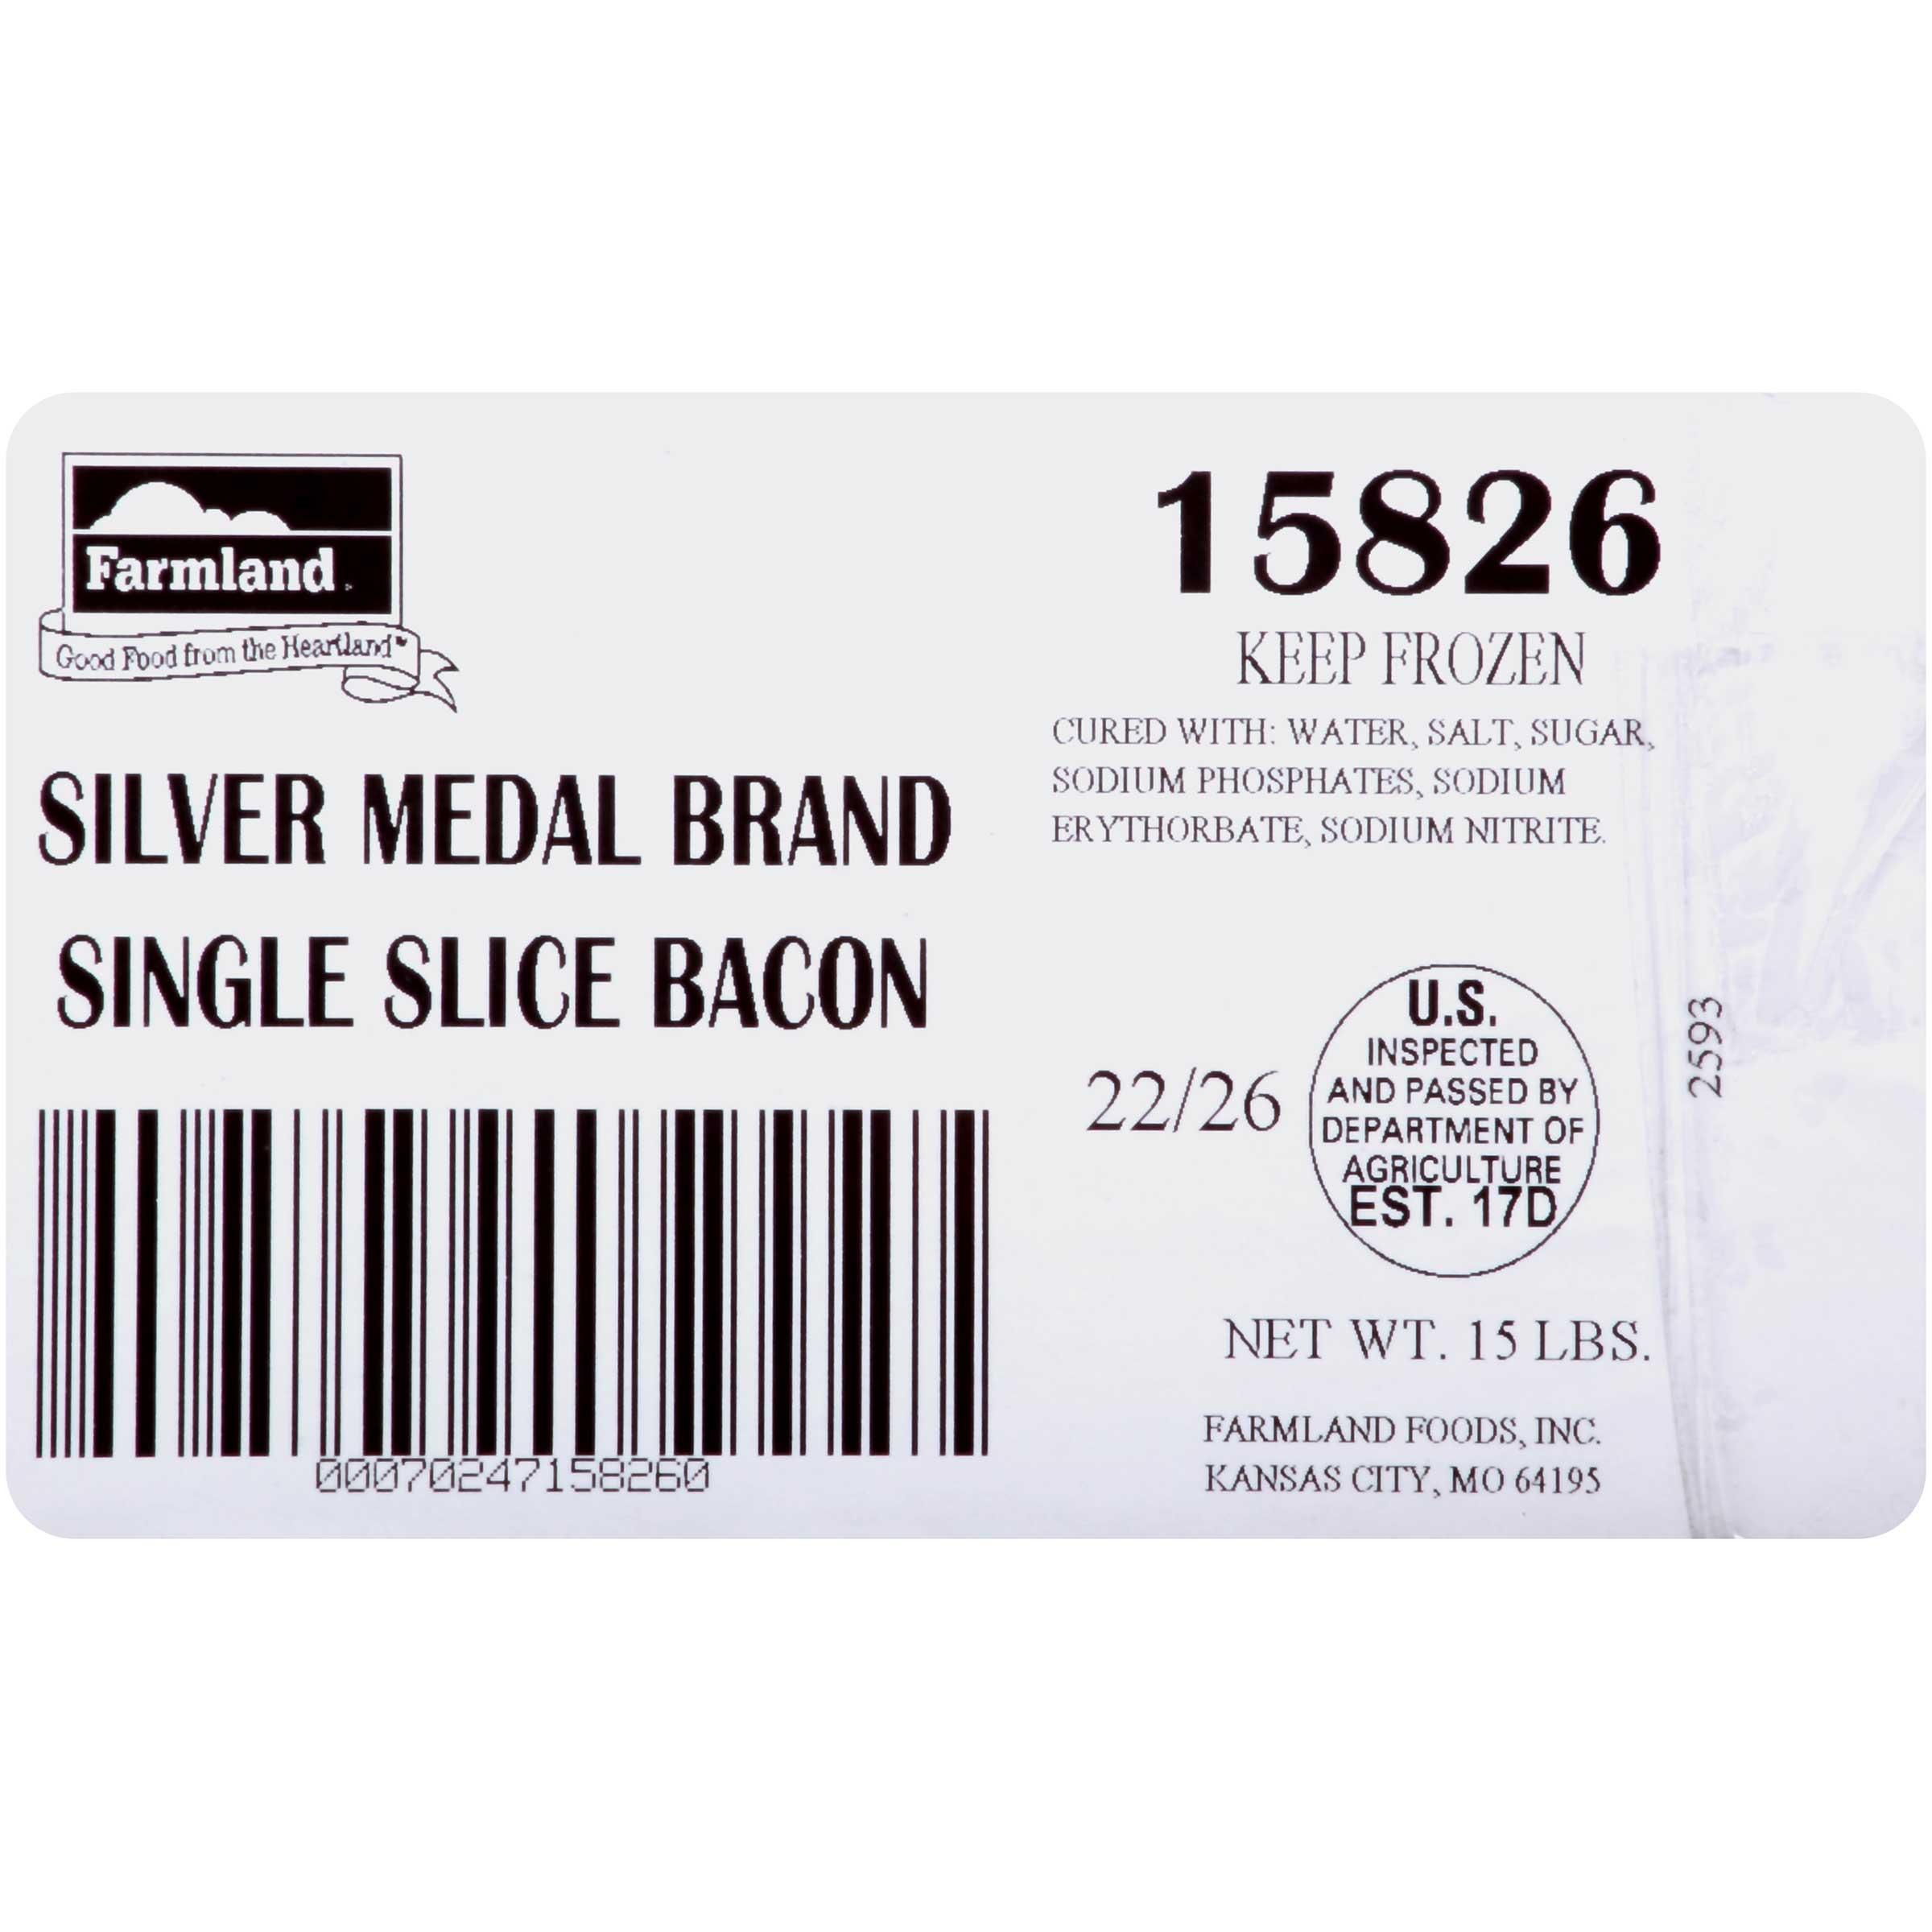 Farmland
Good Food from the Heartland™
SILVER MEDAL BRAND
SINGLE SLICE BACON
00070247158260
15826
KEEP FROZEN
CURED WITH: WATER, SALT, SUGAR,
SODIUM PHOSPHATES, SODIUM
ERYTHORBATE, SODIUM NITRITE.
22/26
U.S.
INSPECTED
AND PASSED BY
DEPARTMENT OF
AGRICULTURE
EST. 17D
NET WT. 15 LBS.
FARMLAND FOODS, INC.
KANSAS CITY, MO 64195
2593